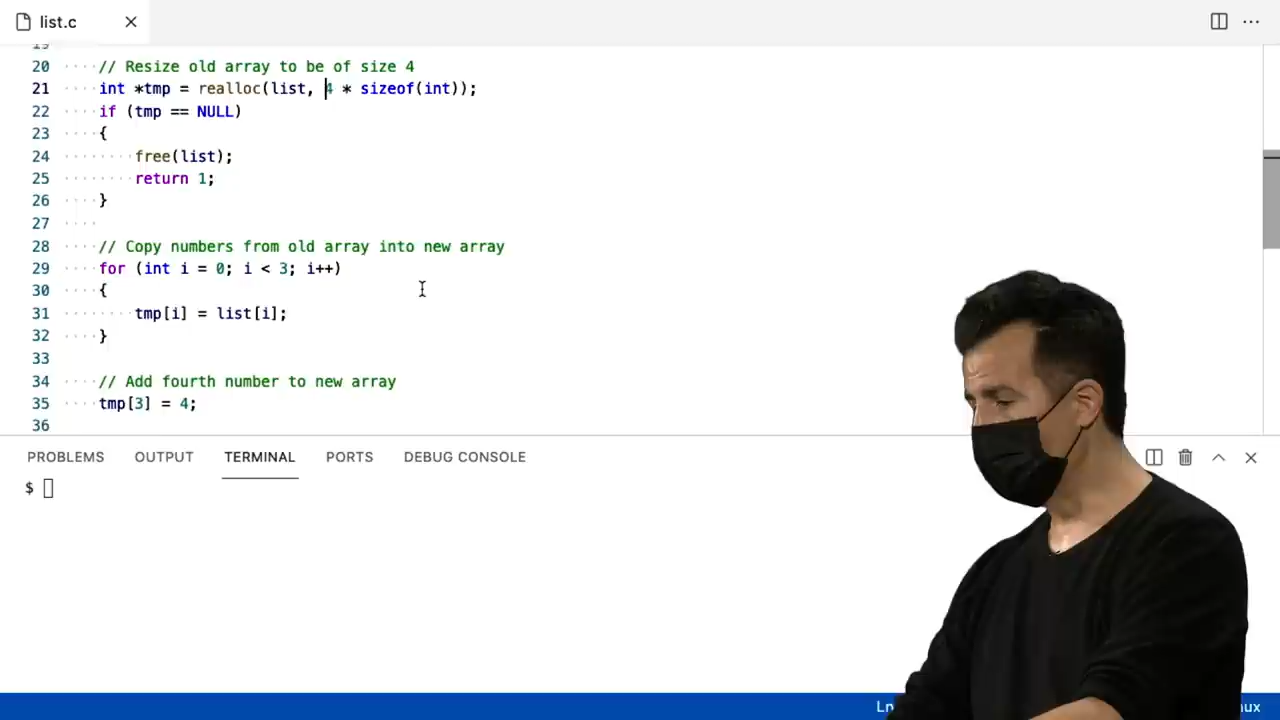 list.c
19
20 // Resize old array to be of size 4
21 int *tmp = realloc(list, 4 * sizeof(int));
22 if (tmp == NULL)
23 {
24 free(list);
25 return 1;
26 }
27
28 // Copy numbers from old array into new array
29 for (int i = 0; i < 3; i++)
30 {
31 tmp[i] = list[i];
32 }
33
34 // Add fourth number to new array
35 tmp[3] = 4;
36
PROBLEMS OUTPUT TERMINAL PORTS DEBUG CONSOLE
$
Ln